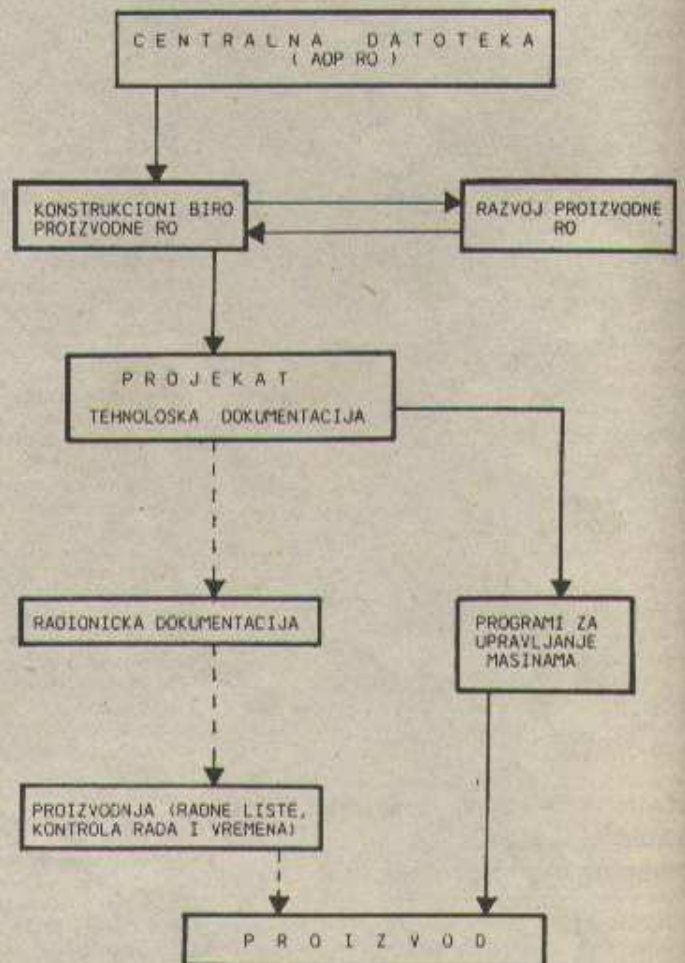 C E N T R A L N A   D A T O T E K A
( AOP RO )
KONSTRUKCIONI BIRO
PROIZVODNE RO
RAZVOJ PROIZVODNE
RO
P R O J E K A T
TEHNOLOSKA DOKUMENTACIJA
RADIONICKA DOKUMENTACIJA
PROGRAMI ZA
UPRAVLJANJE
MASINAMA
PROIZVODNJA (RADNE LISTE,
KONTROLA RADA I VREMENA)
P R O I Z V O D